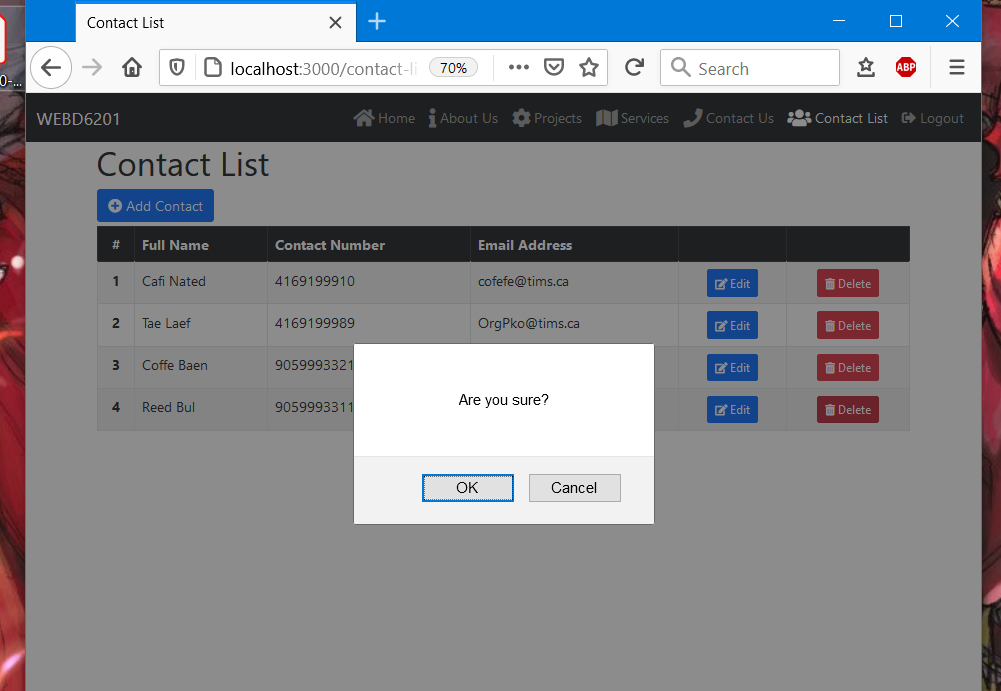 Contact List
localhost:3000/contact-li 70% Search ABP
0-...
WEBD6201 Home About Us Projects Services Contact Us Contact List Logout
Contact List
Add Contact
# Full Name Contact Number Email Address
1 Cafi Nated 4169199910 cofefe@tims.ca Edit Delete
2 Tae Laef 4169199989 OrgPko@tims.ca Edit Delete
3 Coffe Baen 9059993321 Edit Delete
4 Reed Bul 9059993311 Edit Delete
Are you sure?
OK Cancel